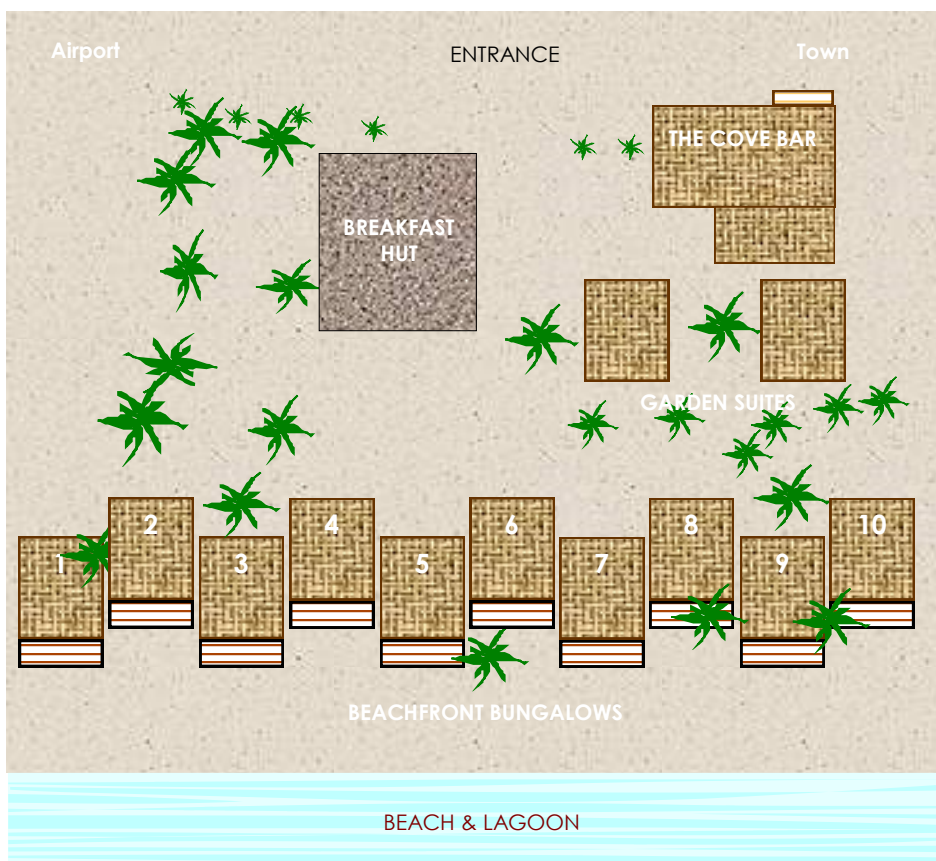 Airport
ENTRANCE
Town
THE COVE BAR
BREAKFAST
HUT
GARDEN SUITES
1
2
3
4
5
6
7
8
9
10
BEACHFRONT BUNGALOWS
BEACH & LAGOON